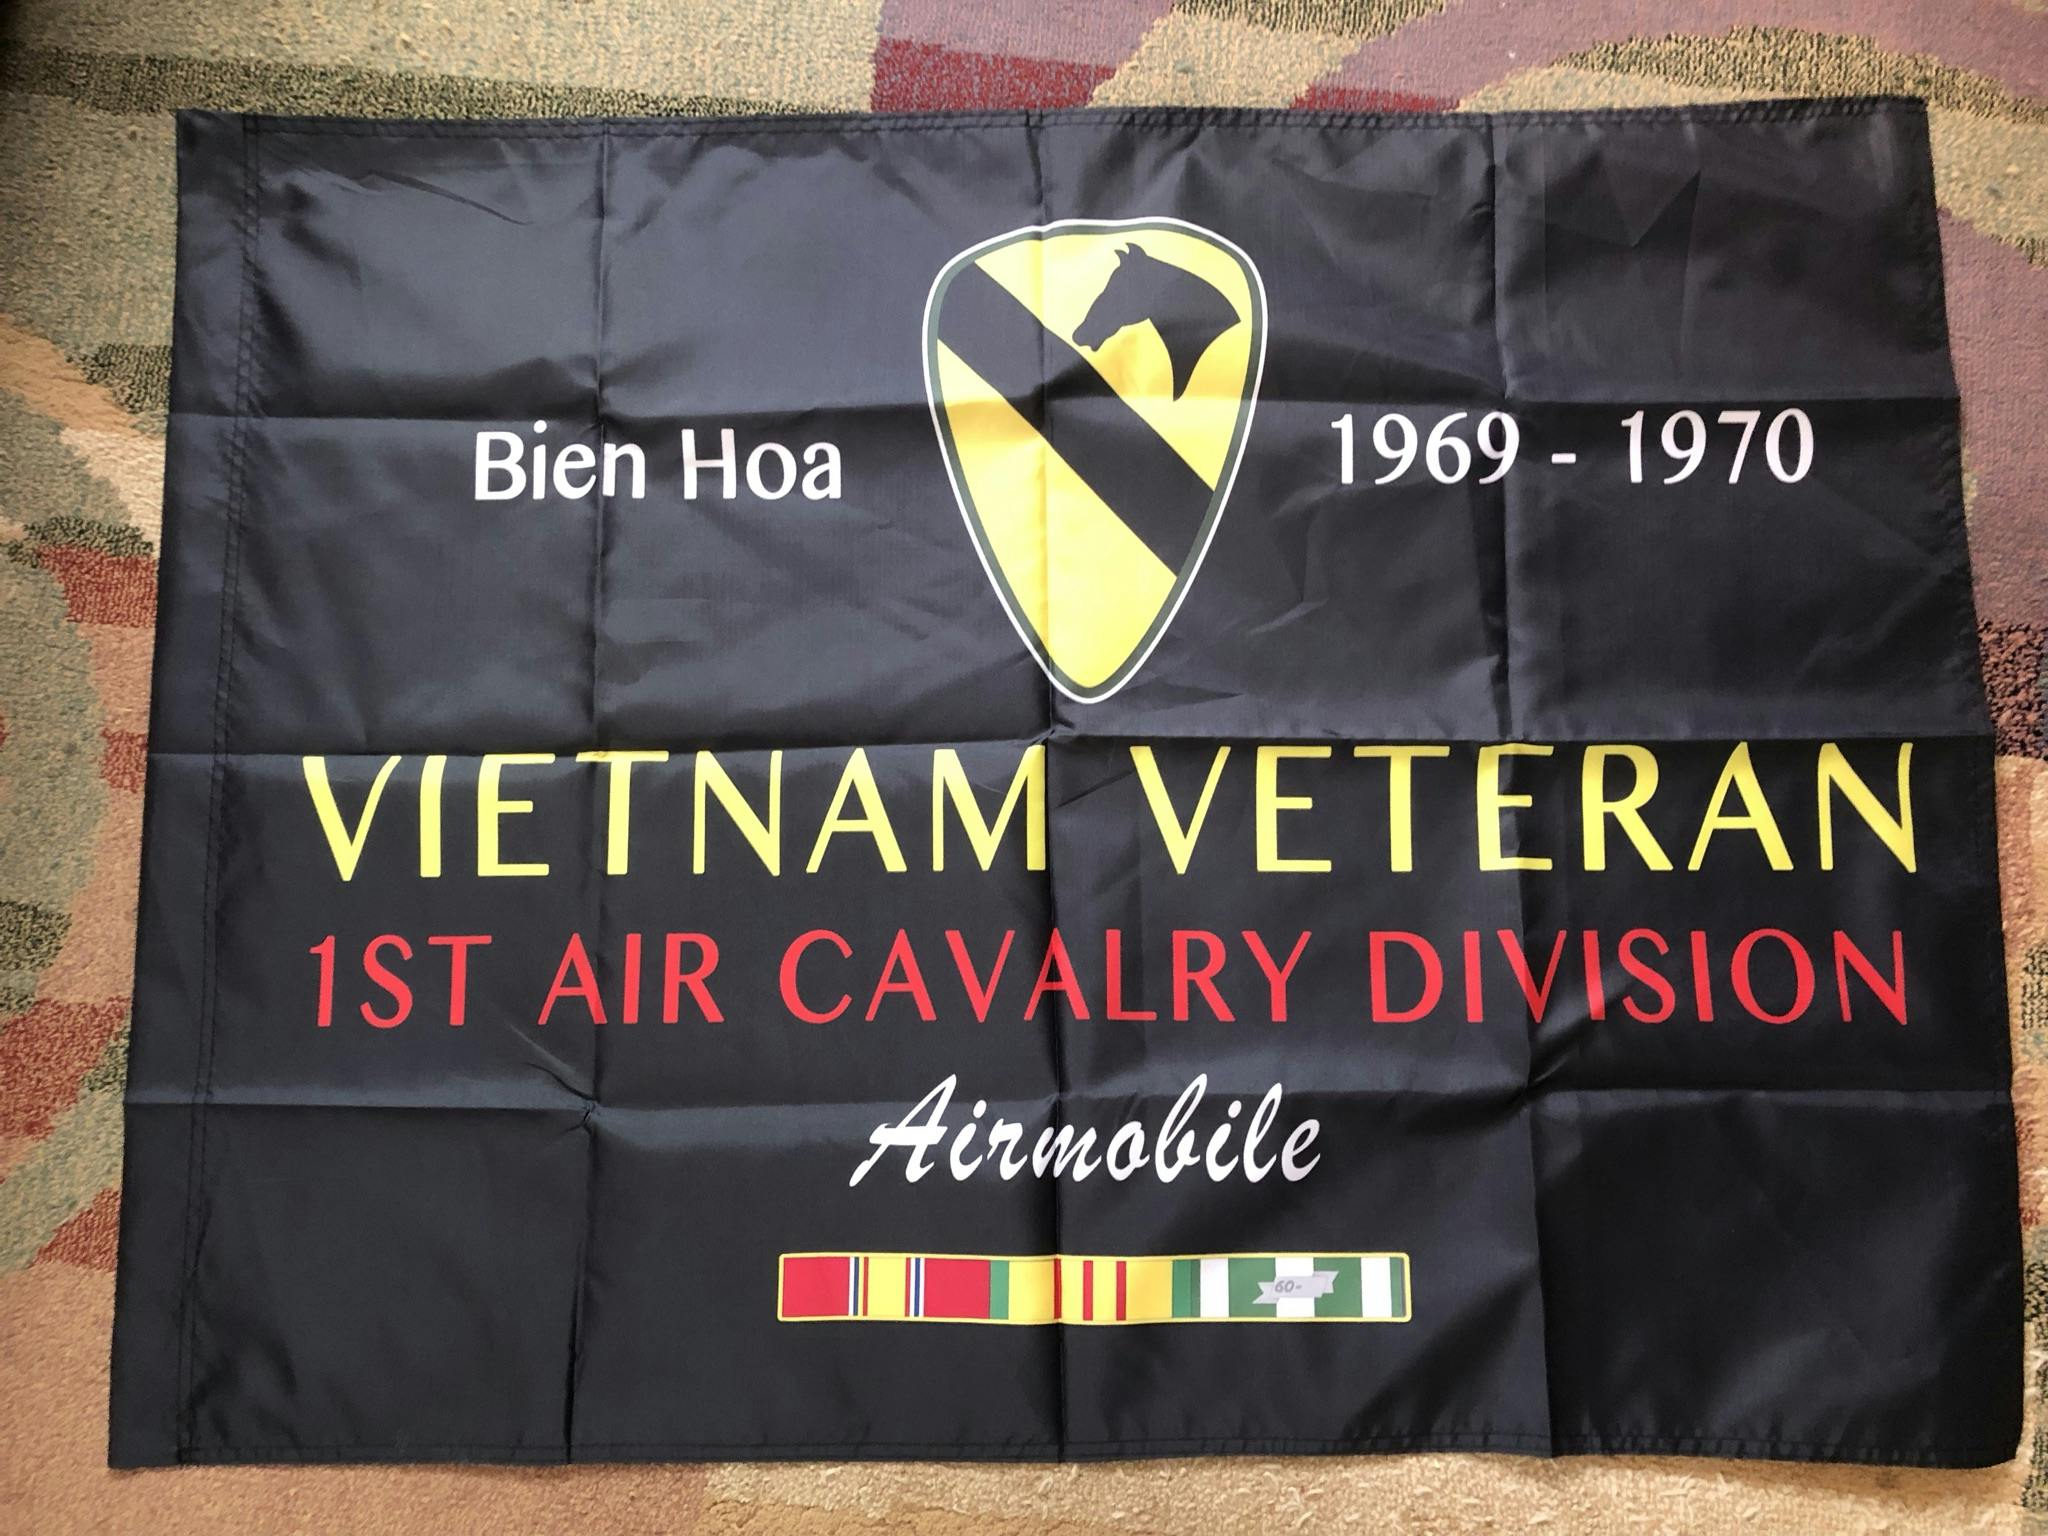 Bien Hoa 1969 - 1970
VIETNAM VETERAN
1ST AIR CAVALRY DIVISION
Airmobile
60-